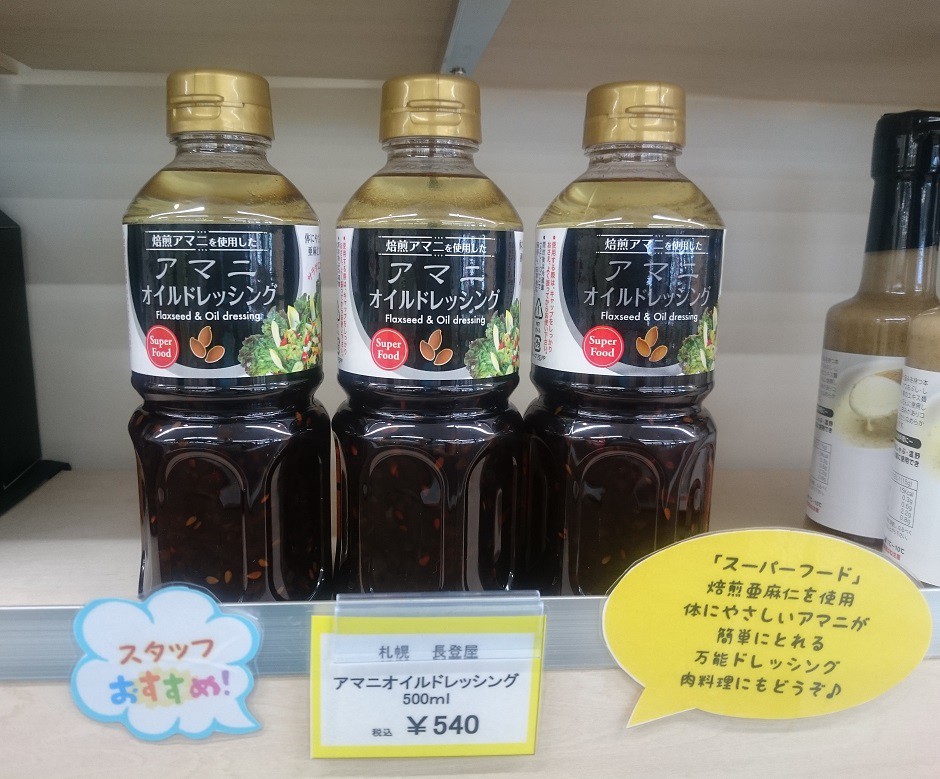 焙煎アマニを使用した
アマニ
オイルドレッシング
Flaxseed & Oil dressing
Super
Food
焙煎アマニを使用した
アマニ
オイルドレッシング
Flaxseed & Oil dressing
Super
Food
焙煎アマニを使用した
アマニ
オイルドレッシング
Flaxseed & Oil dressing
Super
Food
スタッフ
おすすめ!
札幌 長登屋
アマニオイルドレッシング
500ml
税込 ¥540
「スーパーフード」
焙煎亜麻仁を使用
体にやさしいアマニが
簡単にとれる
万能ドレッシング
肉料理にもどうぞ♪